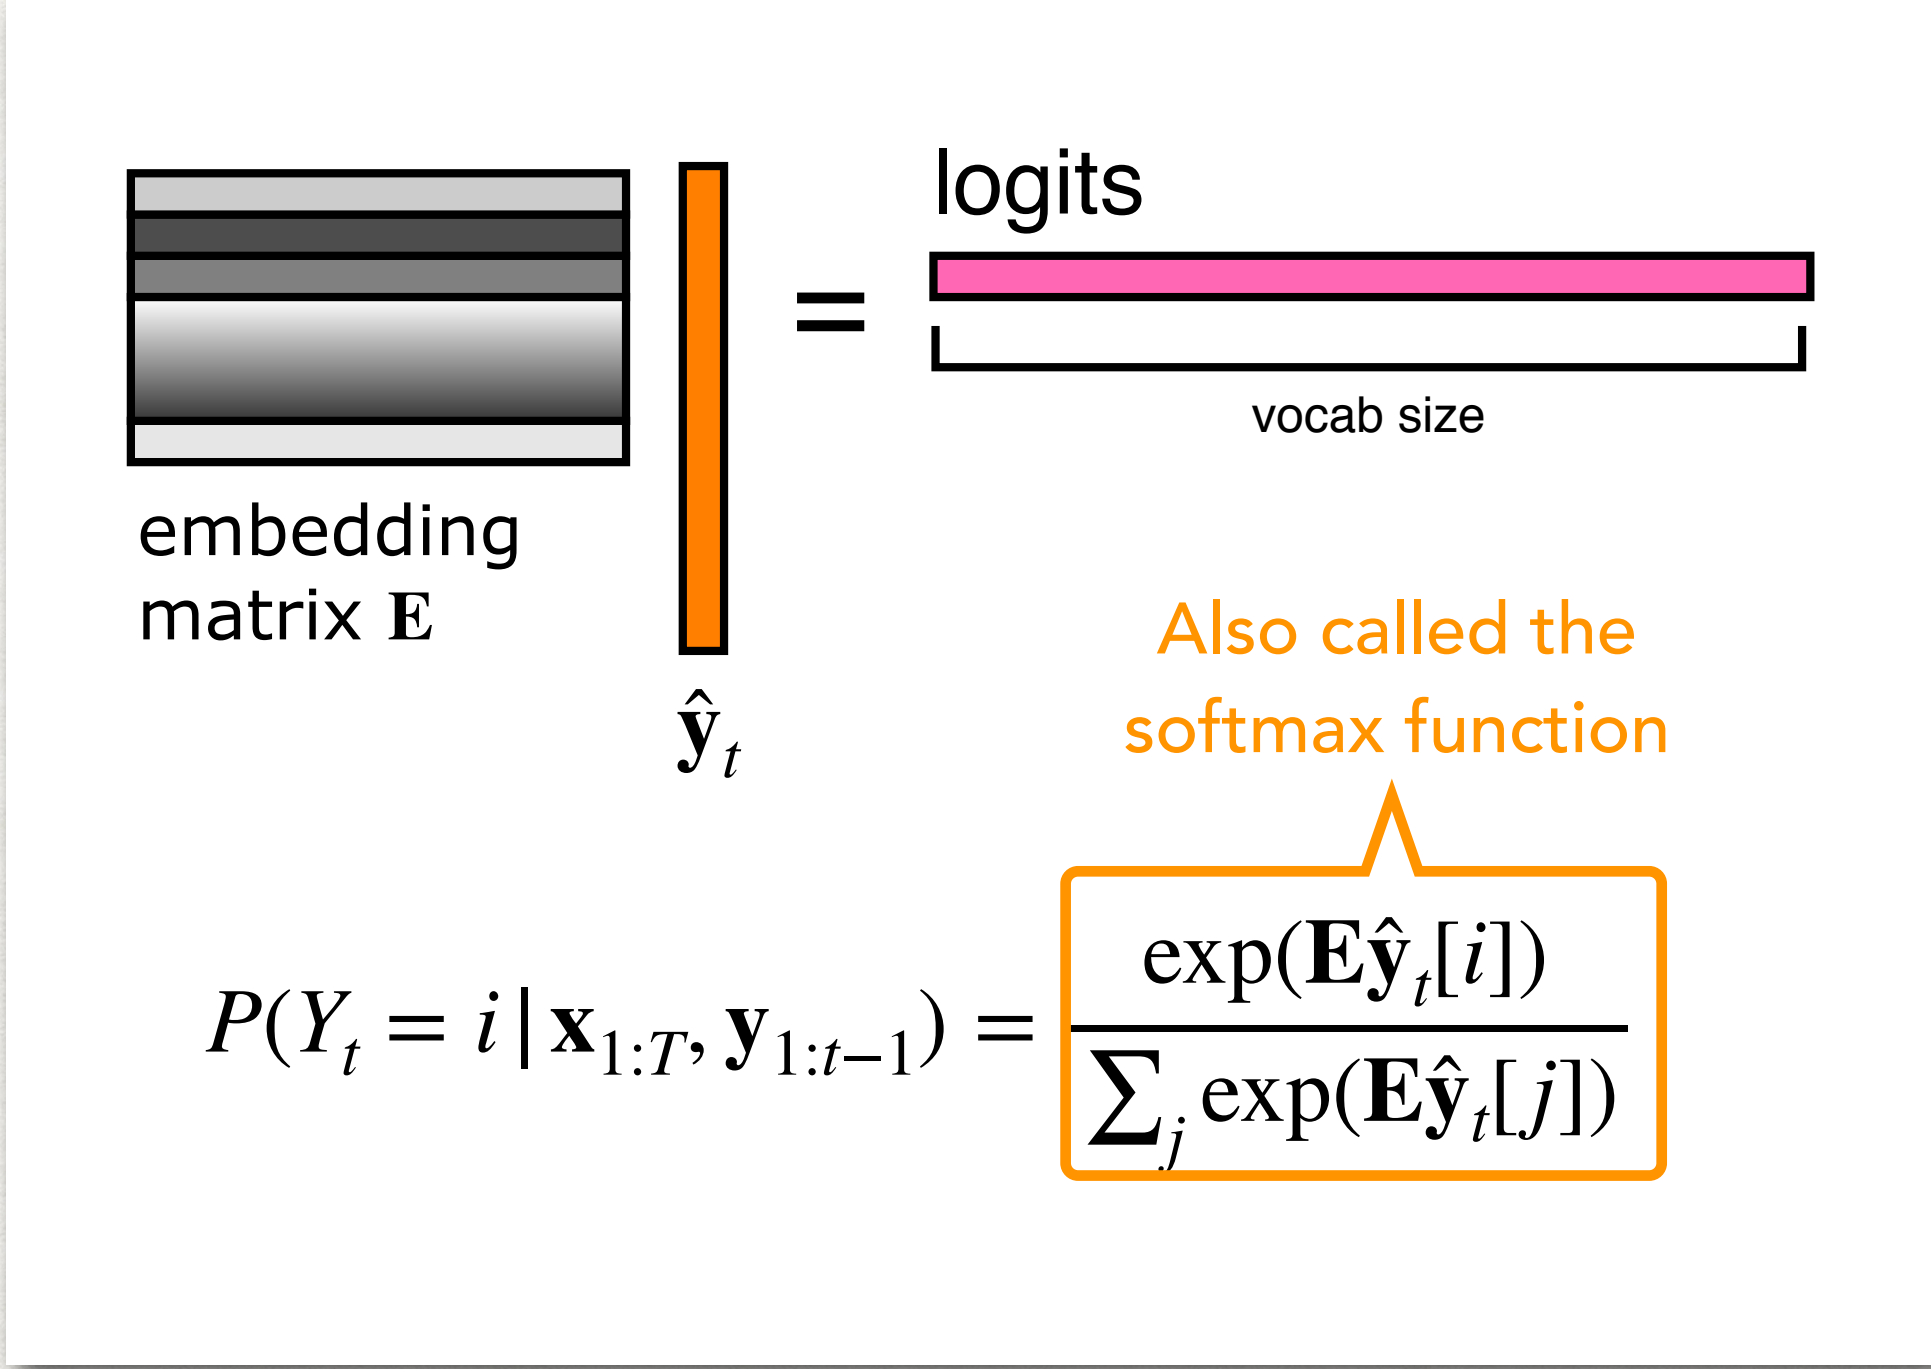 logits
=
vocab size
embedding
matrix E
ŷ_t
Also called the
softmax function
P(Y_t = i | x_{1:T}, y_{1:t−1}) = exp(Eŷ_t[i]) / ∑_j exp(Eŷ_t[j])